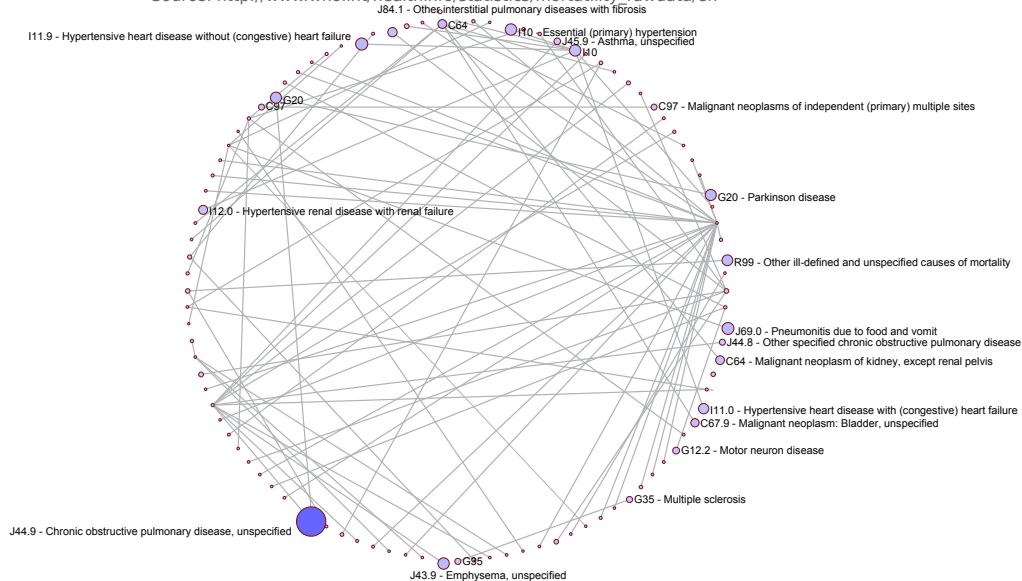 J84.1 - Other interstitial pulmonary diseases with fibrosis
C64
I11.9 - Hypertensive heart disease without (congestive) heart failure
I10 - Essential (primary) hypertension
J45.9 - Asthma, unspecified
I10
G20
C97
C97 - Malignant neoplasms of independent (primary) multiple sites
G20 - Parkinson disease
I12.0 - Hypertensive renal disease with renal failure
R99 - Other ill-defined and unspecified causes of mortality
J69.0 - Pneumonitis due to food and vomit
J44.8 - Other specified chronic obstructive pulmonary disease
C64 - Malignant neoplasm of kidney, except renal pelvis
I11.0 - Hypertensive heart disease with (congestive) heart failure
C67.9 - Malignant neoplasm: Bladder, unspecified
G12.2 - Motor neuron disease
G35 - Multiple sclerosis
J44.9 - Chronic obstructive pulmonary disease, unspecified
G35
J43.9 - Emphysema, unspecified